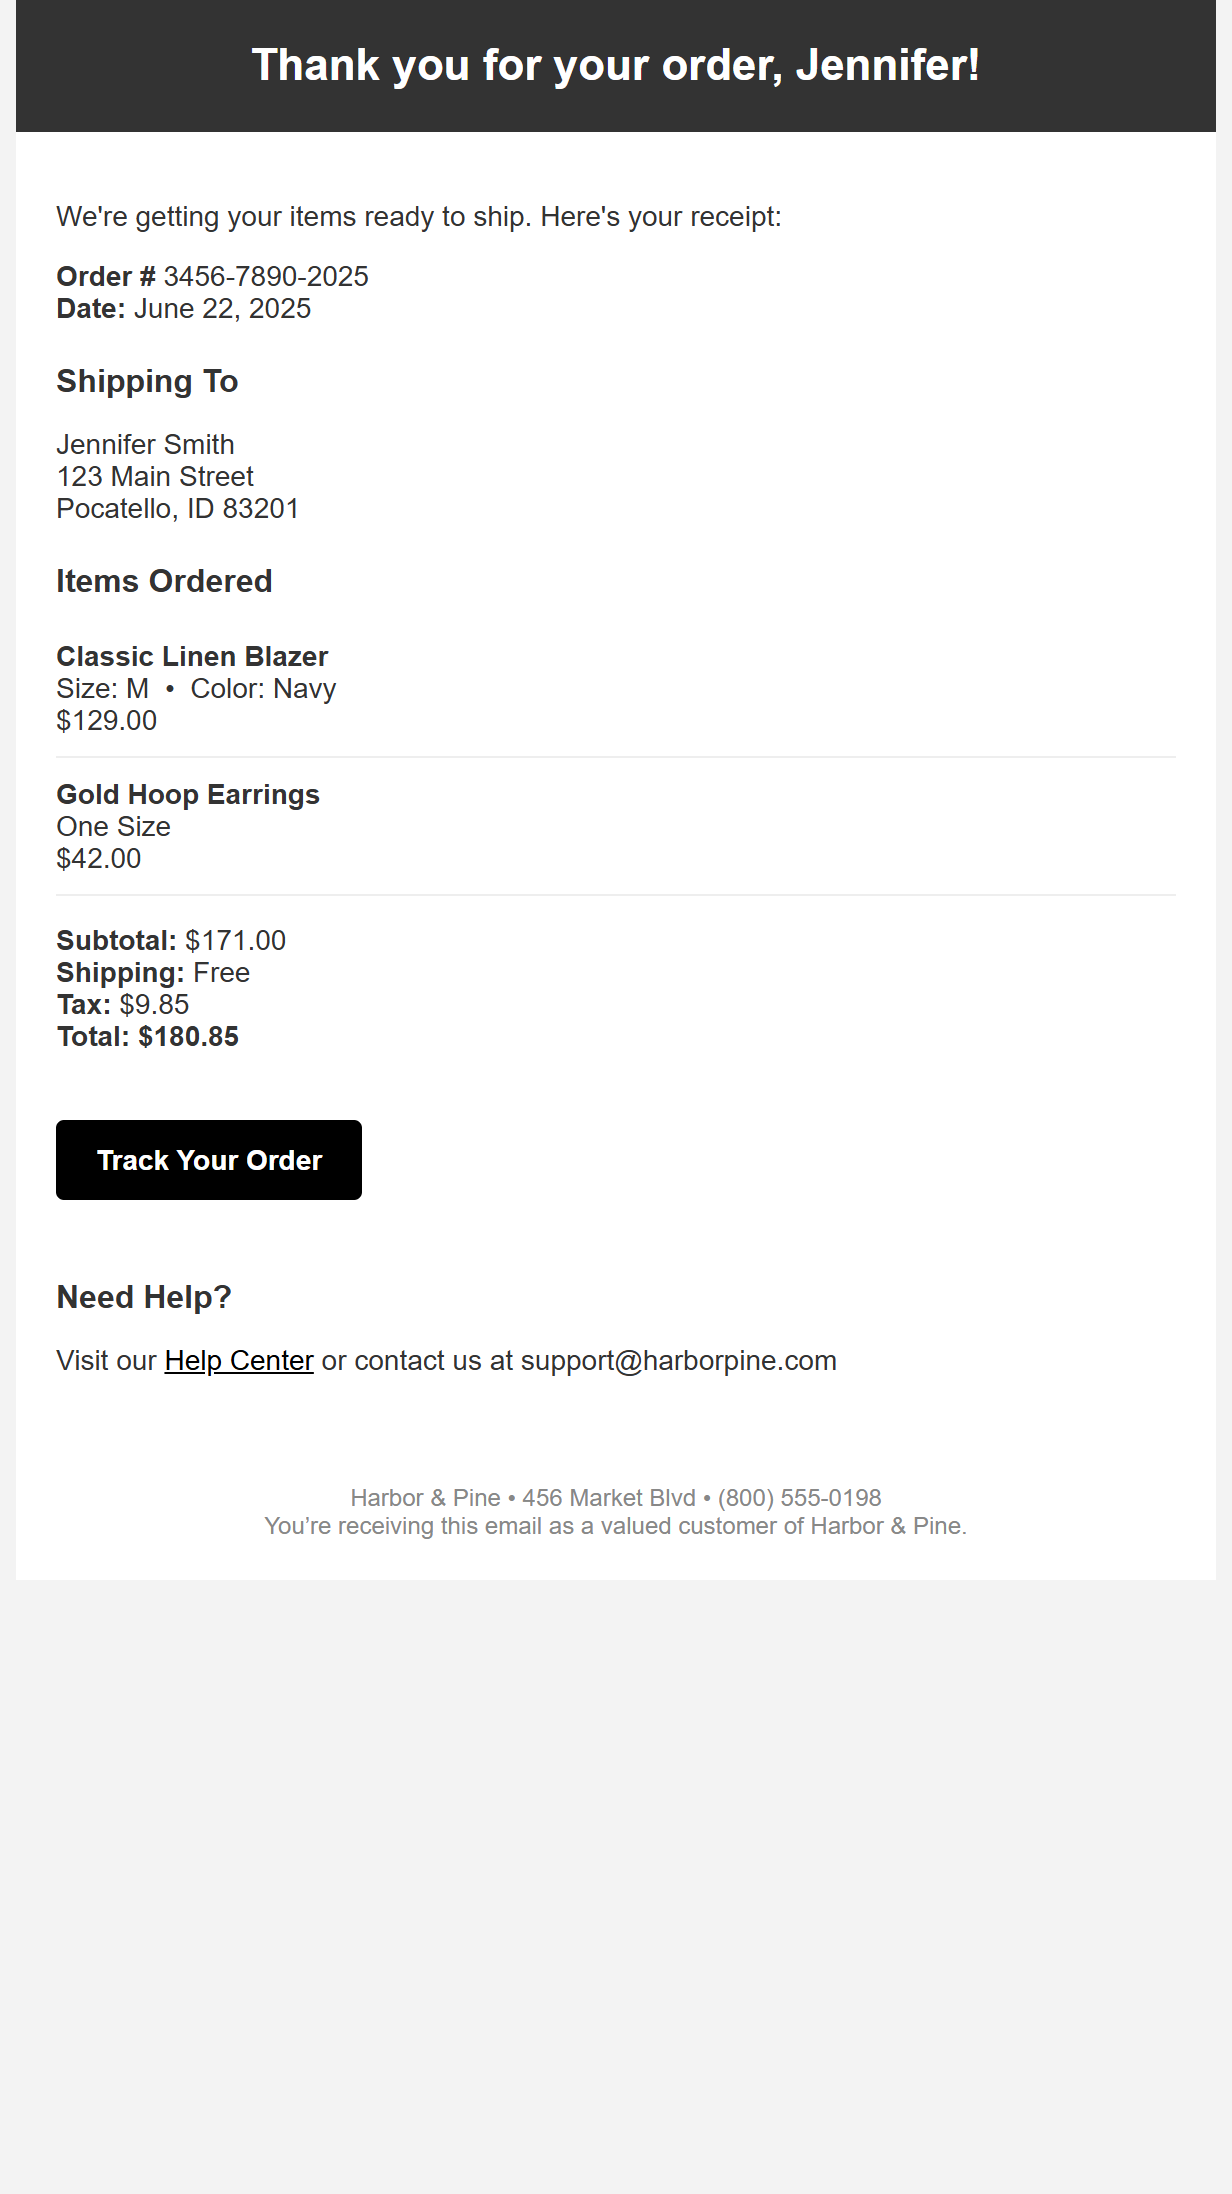 Thank you for your order, Jennifer!
We're getting your items ready to ship. Here's your receipt:
Order # 3456-7890-2025
Date: June 22, 2025
Shipping To
Jennifer Smith
123 Main Street
Pocatello, ID 83201
Items Ordered
Classic Linen Blazer
Size: M • Color: Navy
$129.00
Gold Hoop Earrings
One Size
$42.00
Subtotal: $171.00
Shipping: Free
Tax: $9.85
Total: $180.85
Track Your Order
Need Help?
Visit our Help Center or contact us at support@harborpine.com
Harbor & Pine • 456 Market Blvd • (800) 555-0198
You’re receiving this email as a valued customer of Harbor & Pine.